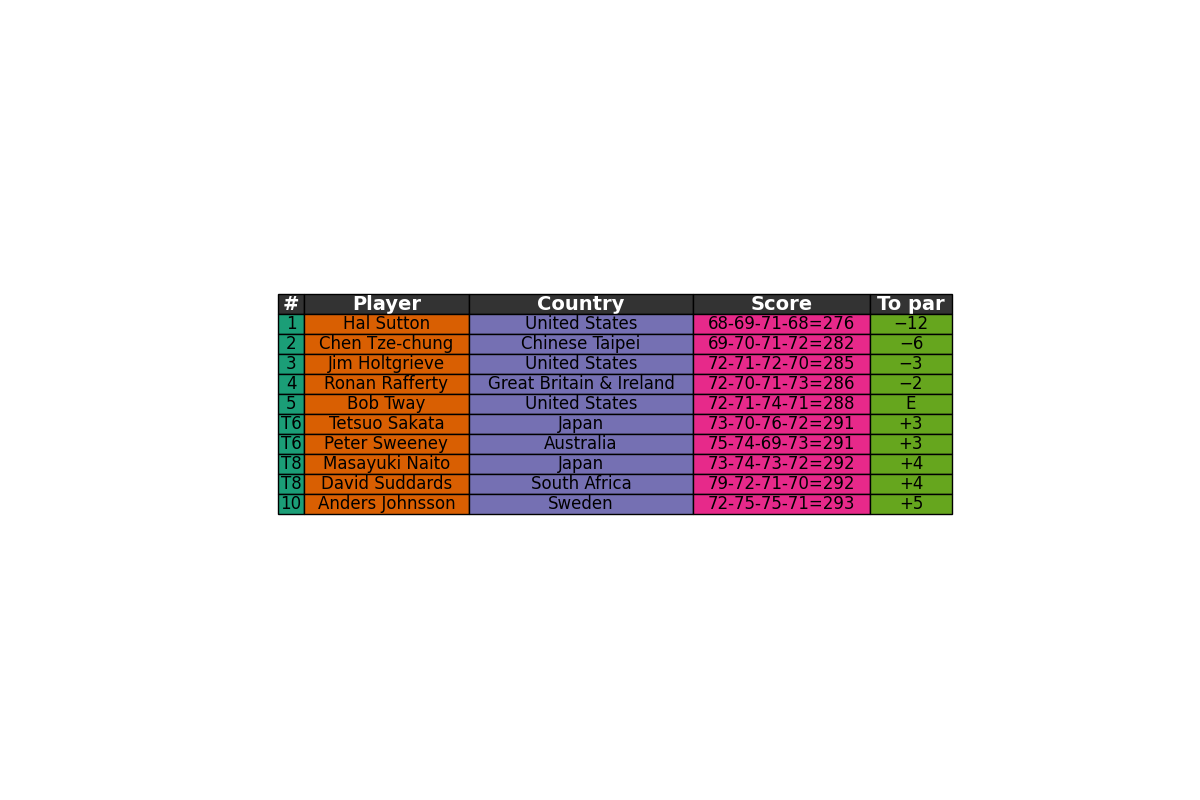 # Player Country Score To par
1 Hal Sutton United States 68-69-71-68=276 −12
2 Chen Tze-chung Chinese Taipei 69-70-71-72=282 −6
3 Jim Holtgrieve United States 72-71-72-70=285 −3
4 Ronan Rafferty Great Britain & Ireland 72-70-71-73=286 −2
5 Bob Tway United States 72-71-74-71=288 E
T6 Tetsuo Sakata Japan 73-70-76-72=291 +3
T6 Peter Sweeney Australia 75-74-69-73=291 +3
T8 Masayuki Naito Japan 73-74-73-72=292 +4
T8 David Suddards South Africa 79-72-71-70=292 +4
10 Anders Johnsson Sweden 72-75-75-71=293 +5